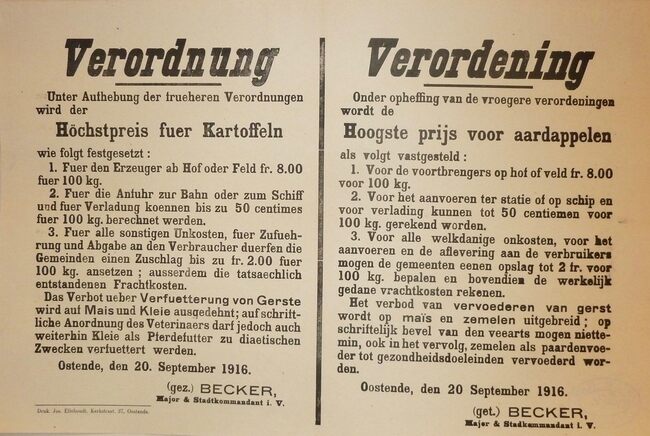 Verordnung
Unter Aufhebung der frueheren Verordnungen
wird der
Höchstpreis fuer Kartoffeln
wie folgt festgesetzt :
1. Fuer den Erzeuger ab Hof oder Feld fr. 8.00
fuer 100 kg.
2. Fuer die Anfuhr zur Bahn oder zum Schiff
und fuer Verladung koennen bis zu 50 centimes
fuer 100 kg. berechnet werden.
3. Fuer alle sonstigen Unkosten, fuer Zufueh-
rung und Abgabe an den Verbraucher duerfen die
Gemeinden einen Zuschlag bis zu fr. 2.00 fuer
100 kg. ansetzen ; ausserdem die tatsaechlich
entstandenen Frachtkosten.
Das Verbot ueber Verfuetterung von Gerste
wird auf Mais und Kleie ausgedehnt; auf schrift-
liche Anordnung des Veterinaers darf jedoch auch
weiterhin Kleie als Pferdefutter zu diaetischen
Zwecken verfuettert werden.
Ostende, den 20. September 1916.
(gez.) BECKER,
Major & Stadtkommandant i. V.
Druk. Jos. Elleboudt, Kerkstraat, 37, Oostende.
Verordening
Onder opheffing van de vroegere verordeningen
wordt de
Hoogste prijs voor aardappelen
als volgt vastgesteld :
1. Voor de voortbrengers op hof of veld fr. 8.00
voor 100 kg.
2. Voor het aanvoeren ter statie of op schip en
voor verlading kunnen tot 50 centiemen voor
100 kg. gerekend worden.
3. Voor alle welkdanige onkosten, voor het
aanvoeren en de aflevering aan de verbruikers
mogen de gemeenten eenen opslag tot 2 fr. voor
100 kg. bepalen en bovendien de werkelijk
gedane vrachtkosten rekenen.
Het verbod van vervoederen van gerst
wordt op maïs en zemelen uitgebreid ; op
schriftelijk bevel van den veearts mogen niette-
min, ook in het vervolg, zemelen als paardenvoe-
der tot gezondheidsdoeleinden vervoederd wor-
den.
Oostende, den 20 September 1916.
(get.) BECKER,
Major & Stadkommandant i. V.